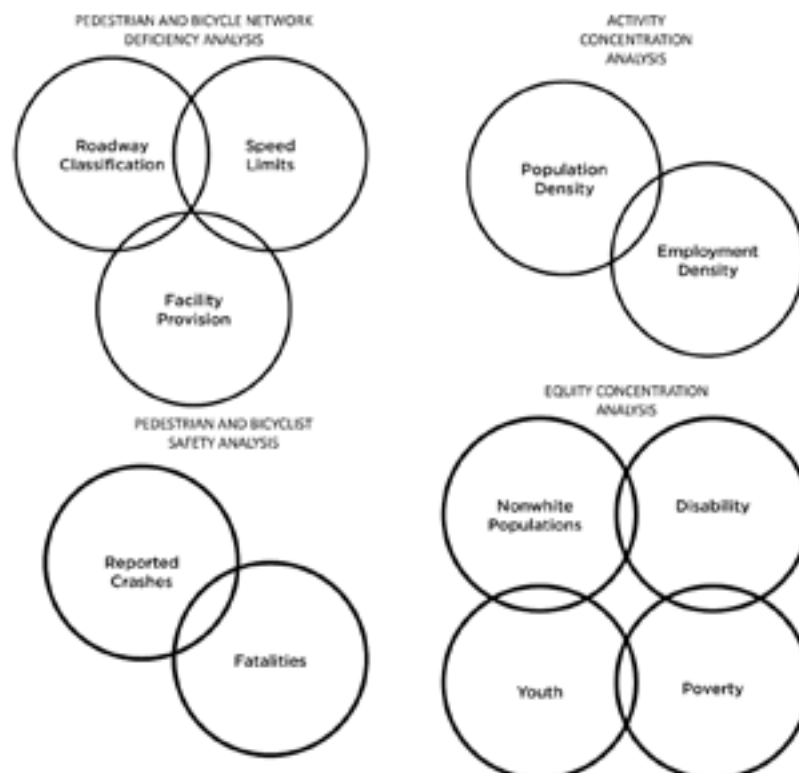 PEDESTRIAN AND BICYCLE NETWORK
DEFICIENCY ANALYSIS
Roadway
Classification
Speed
Limits
Facility
Provision
ACTIVITY
CONCENTRATION
ANALYSIS
Population
Density
Employment
Density
PEDESTRIAN AND BICYCLIST
SAFETY ANALYSIS
Reported
Crashes
Fatalities
EQUITY CONCENTRATION
ANALYSIS
Nonwhite
Populations
Disability
Youth
Poverty